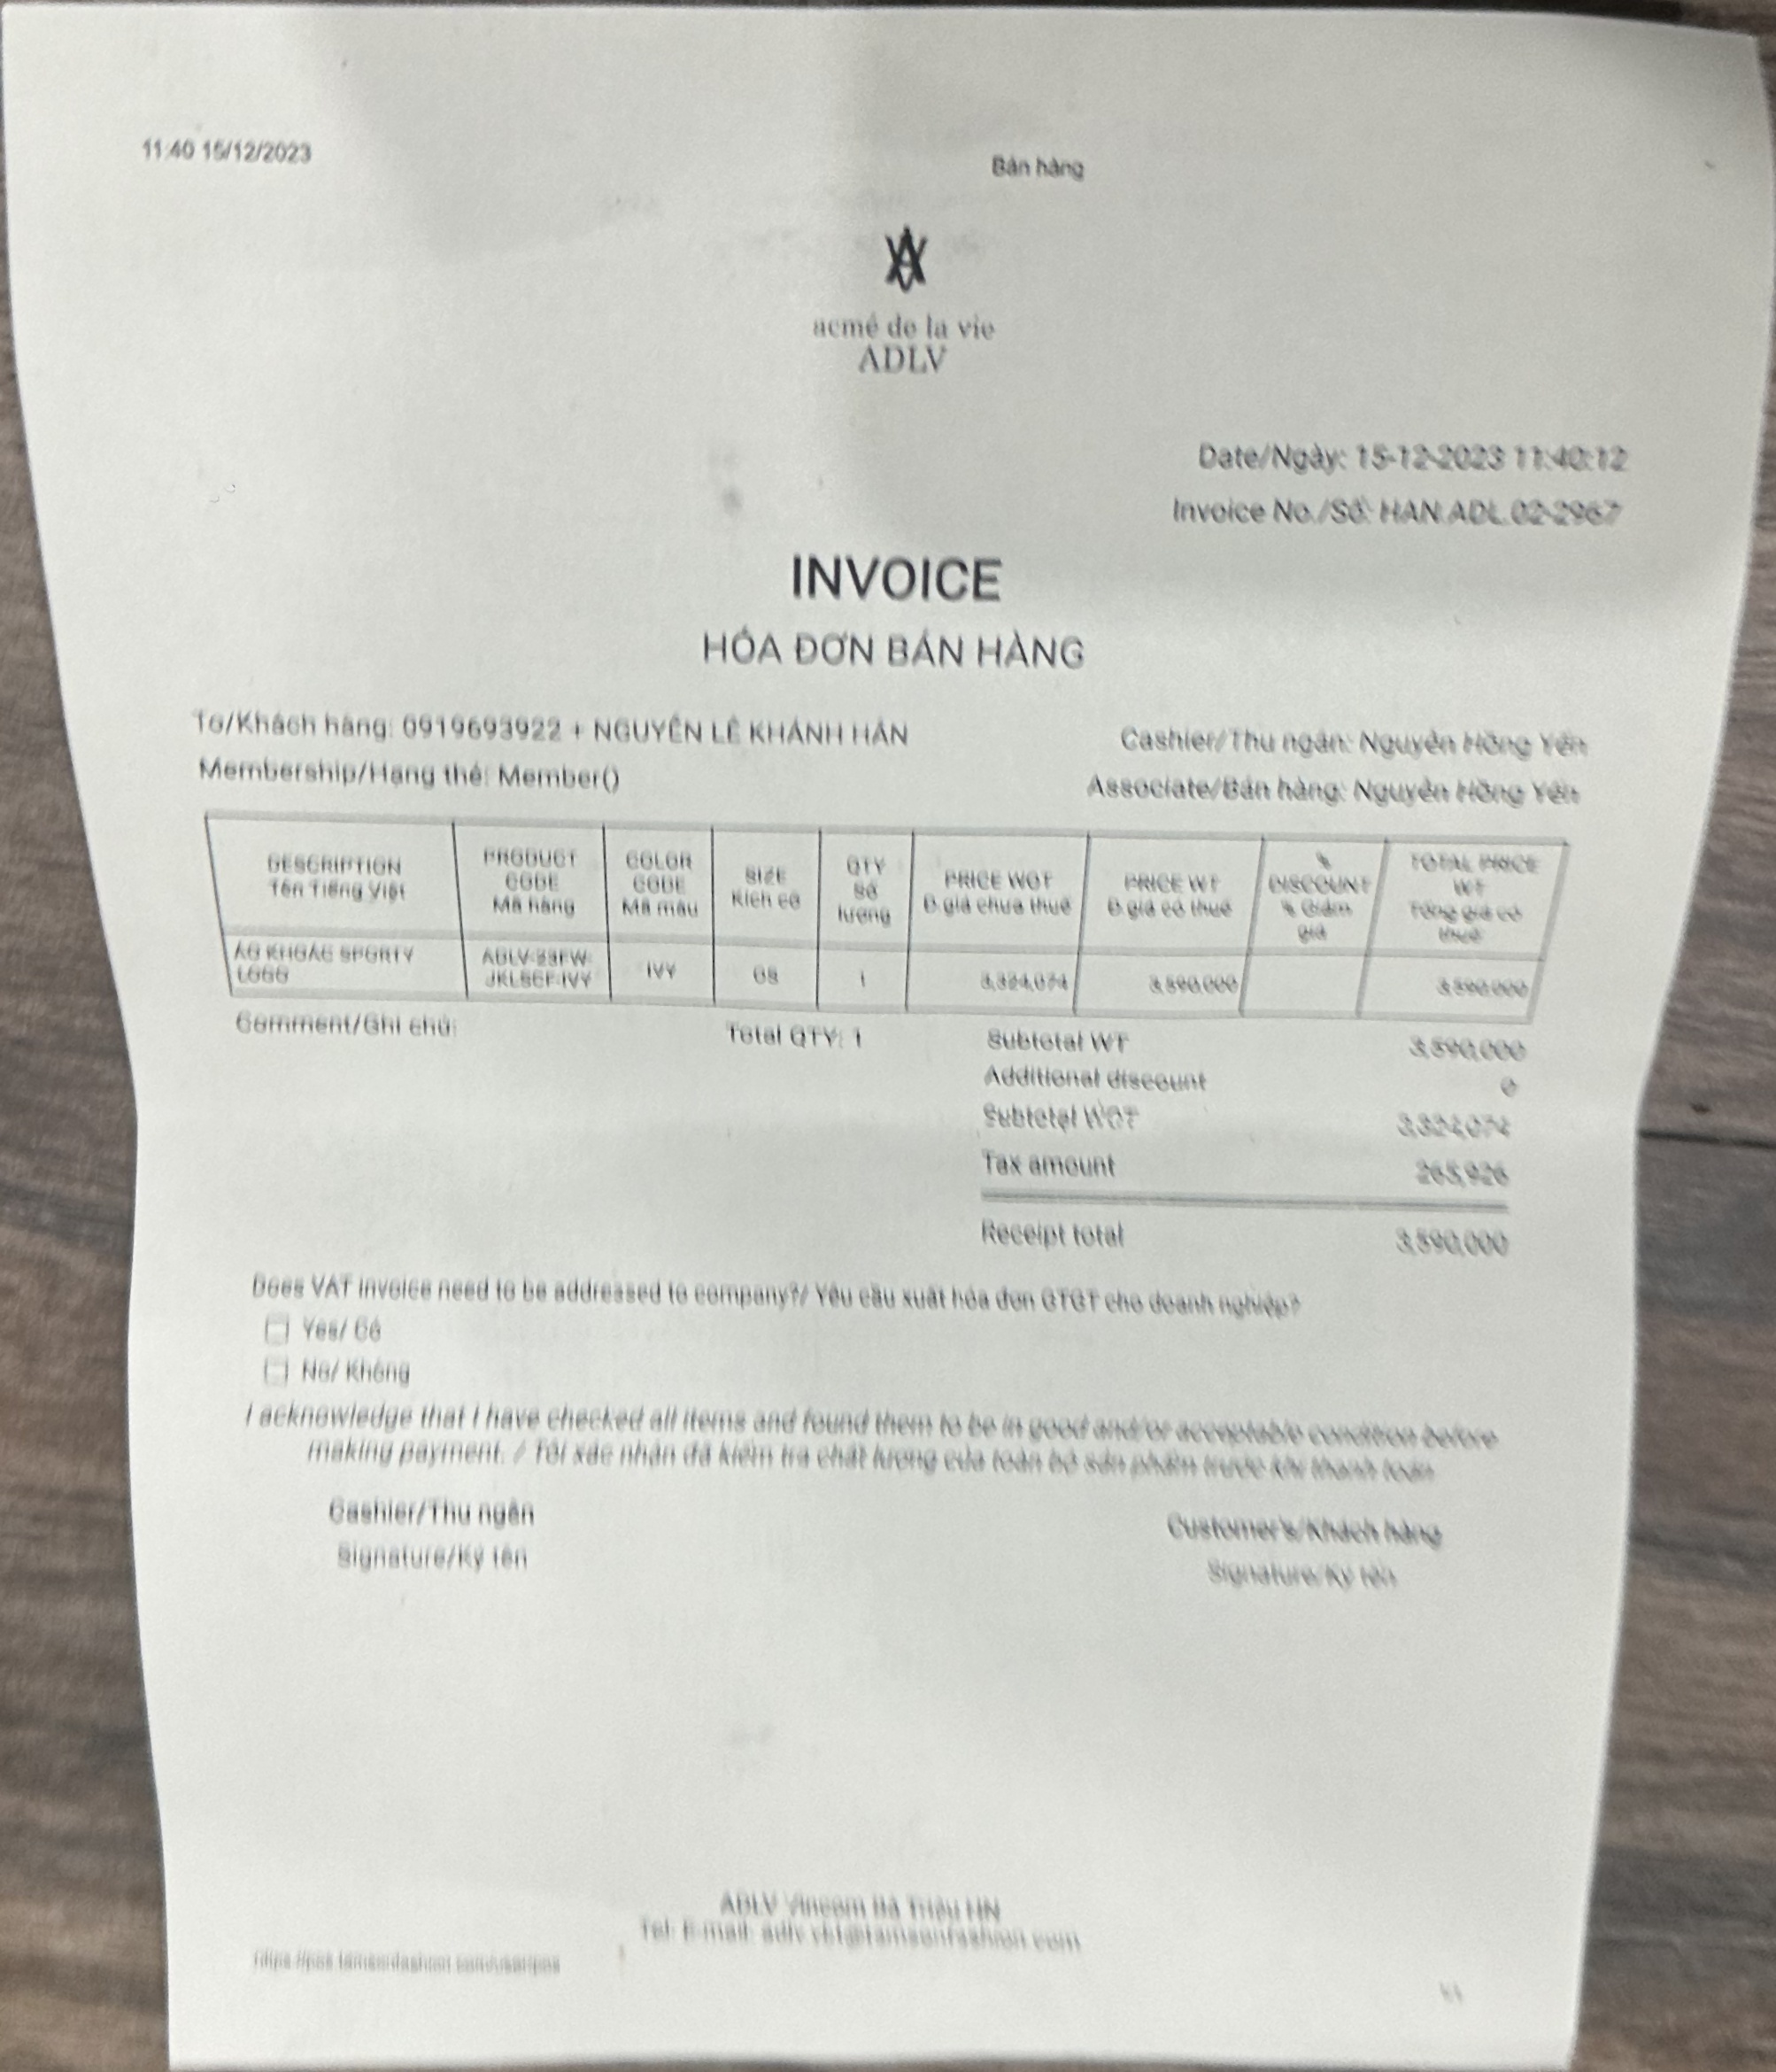 11:40 15/12/2023
Bán hàng
acmé de la vie
ADLV
Date/Ngày: 15-12-2023 11:40:12
Invoice No./Số: HAN.ADL.02-2967
INVOICE
HÓA ĐƠN BÁN HÀNG
To/Khách hàng: 0919693922 + NGUYỄN LÊ KHÁNH HÂN
Cashier/Thu ngân: Nguyễn Hồng Yến
Membership/Hạng thẻ: Member()
Associate/Bán hàng: Nguyễn Hồng Yến
DESCRIPTION
Tên Tiếng Việt
PRODUCT
CODE
Mã hàng
COLOR
CODE
Mã màu
SIZE
Kích cỡ
QTY
Số
lượng
PRICE WOT
Đ.giá chưa thuế
PRICE WT
Đ.giá có thuế
%
DISCOUNT
% Giảm
giá
TOTAL PRICE
WT
Tổng giá có
thuế
ÁO KHOÁC SPORTY
LOGO
ADLV-23FW-
IVY
1
3,324,074
3,590,000
3,590,000
Comment/Ghi chú:
Total QTY: 1
Subtotal WT 3,590,000
Additional discount 0
Subtotal WOT 3,324,074
Tax amount 265,926
Receipt total 3,590,000
Does VAT invoice need to be addressed to company?/ Yêu cầu xuất hóa đơn GTGT cho doanh nghiệp?
Yes/ Có
No/ Không
I acknowledge that I have checked all items and found them to be in good and/or acceptable condition before
making payment. / Tôi xác nhận đã kiểm tra chất lượng của toàn bộ sản phẩm trước khi thanh toán
Cashier/Thu ngân
Signature/Ký tên
Customer's/Khách hàng
Signature/Ký tên
ADLV Vincom Bà Triệu HN
Tel: E-mail: adlv.vbt@tamsonfashion.com